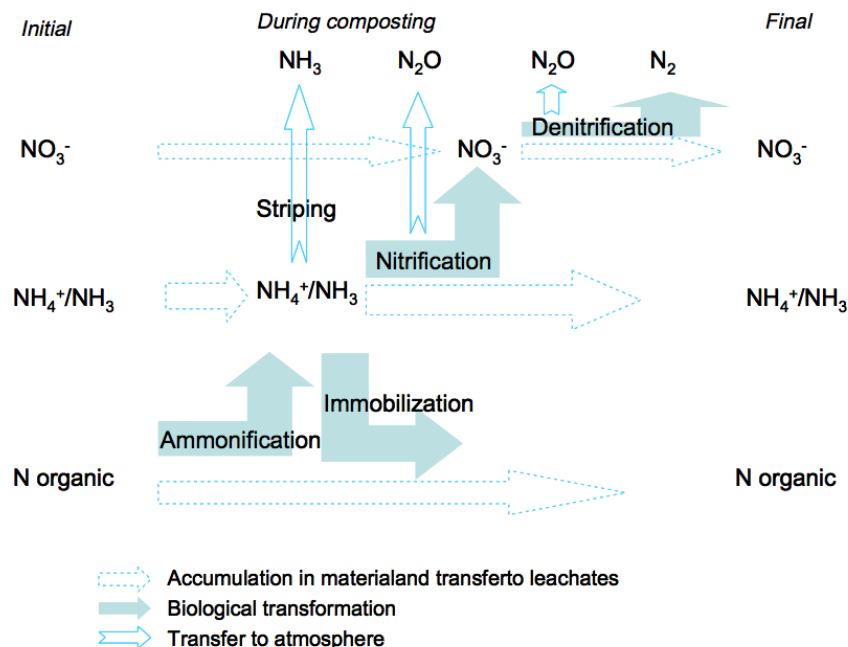 Initial
During composting
Final
NH₃
N₂O
N₂O
N₂
Denitrification
NO₃⁻
NO₃⁻
NO₃⁻
Striping
Nitrification
NH₄⁺/NH₃
NH₄⁺/NH₃
NH₄⁺/NH₃
Immobilization
Ammonification
N organic
N organic
Accumulation in materialand transferto leachates
Biological transformation
Transfer to atmosphere